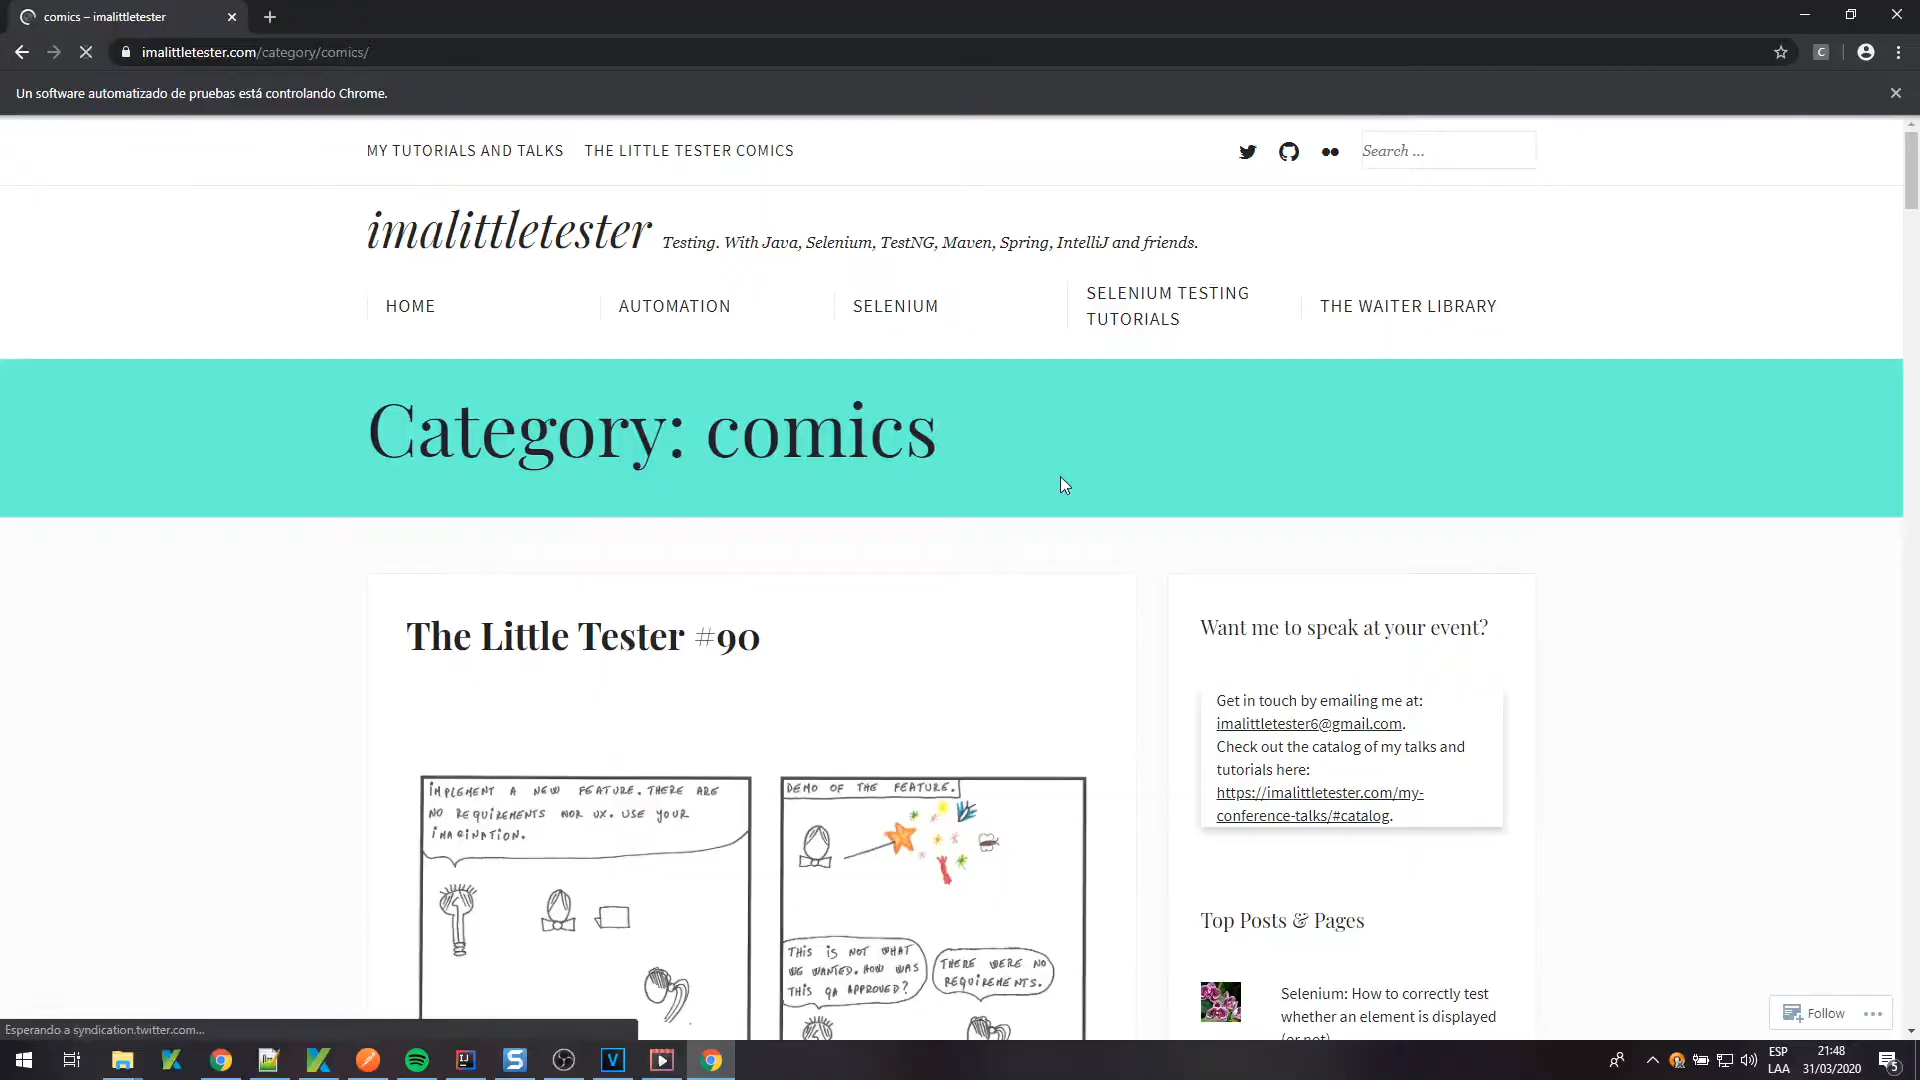 comics – imalittletester
imalittletester.com/category/comics/
C
Un software automatizado de pruebas está controlando Chrome.
MY TUTORIALS AND TALKS
THE LITTLE TESTER COMICS
Search ...
imalittletester
Testing. With Java, Selenium, TestNG, Maven, Spring, IntelliJ and friends.
HOME
AUTOMATION
SELENIUM
SELENIUM TESTING
TUTORIALS
THE WAITER LIBRARY
Category: comics
The Little Tester #90
IMPLEMENT A NEW FEATURE. THERE ARE
NO REQUIREMENTS NOR UX. USE YOUR
IMAGINATION.
DEMO OF THE FEATURE.
THIS IS NOT WHAT
WE WANTED. HOW WAS
THIS QA APPROVED?
THERE WERE NO
REQUIREMENTS.
Want me to speak at your event?
Get in touch by emailing me at:
imalittletester6@gmail.com.
Check out the catalog of my talks and
tutorials here:
https://imalittletester.com/my-
conference-talks/#catalog.
Top Posts & Pages
Selenium: How to correctly test
whether an element is displayed
(or not)
Follow
Esperando a syndication.twitter.com...
ESP
LAA
21:48
31/03/2020
5